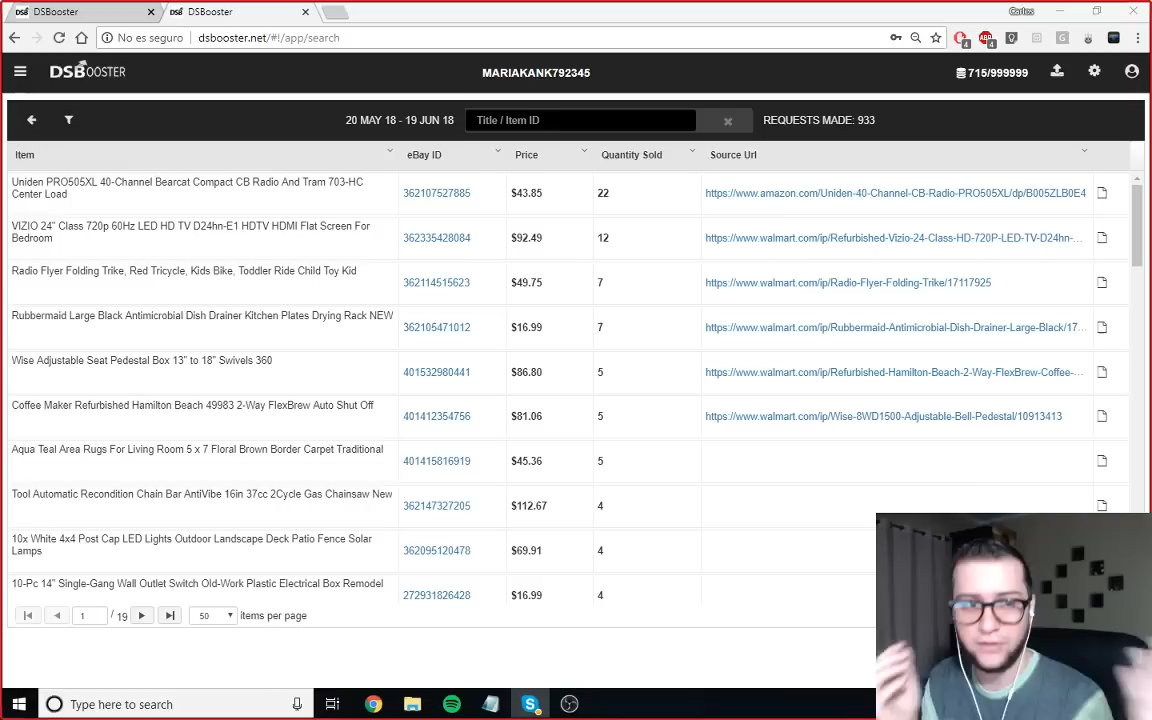 DSBooster
DSBooster
Carlos
No es seguro
dsbooster.net/#!/app/search
DSBOOSTER
MARIAKANK792345
715/999999
20 MAY 18 - 19 JUN 18
Title / Item ID
REQUESTS MADE: 933
Item eBay ID Price Quantity Sold Source Url
Uniden PRO505XL 40-Channel Bearcat Compact CB Radio And Tram 703-HC
Center Load
362107527885 $43.85 22 https://www.amazon.com/Uniden-40-Channel-CB-Radio-PRO505XL/dp/B005ZLB0E4
VIZIO 24" Class 720p 60Hz LED HD TV D24hn-E1 HDTV HDMI Flat Screen For
Bedroom
362335428084 $92.49 12 https://www.walmart.com/ip/Refurbished-Vizio-24-Class-HD-720P-LED-TV-D24hn-...
Radio Flyer Folding Trike, Red Tricycle, Kids Bike, Toddler Ride Child Toy Kid
362114515623 $49.75 7 https://www.walmart.com/ip/Radio-Flyer-Folding-Trike/17117925
Rubbermaid Large Black Antimicrobial Dish Drainer Kitchen Plates Drying Rack NEW
362105471012 $16.99 7 https://www.walmart.com/ip/Rubbermaid-Antimicrobial-Dish-Drainer-Large-Black/17...
Wise Adjustable Seat Pedestal Box 13" to 18" Swivels 360
401532980441 $86.80 5 https://www.walmart.com/ip/Refurbished-Hamilton-Beach-2-Way-FlexBrew-Coffee-...
Coffee Maker Refurbished Hamilton Beach 49983 2-Way FlexBrew Auto Shut Off
401412354756 $81.06 5 https://www.walmart.com/ip/Wise-8WD1500-Adjustable-Bell-Pedestal/10913413
Aqua Teal Area Rugs For Living Room 5 x 7 Floral Brown Border Carpet Traditional
401415816919 $45.36 5
Tool Automatic Recondition Chain Bar AntiVibe 16in 37cc 2Cycle Gas Chainsaw New
362147327205 $112.67 4
10x White 4x4 Post Cap LED Lights Outdoor Landscape Deck Patio Fence Solar
Lamps
362095120478 $69.91 4
10-Pc 14" Single-Gang Wall Outlet Switch Old-Work Plastic Electrical Box Remodel
272931826428 $16.99 4
1 / 19 50 items per page
Type here to search